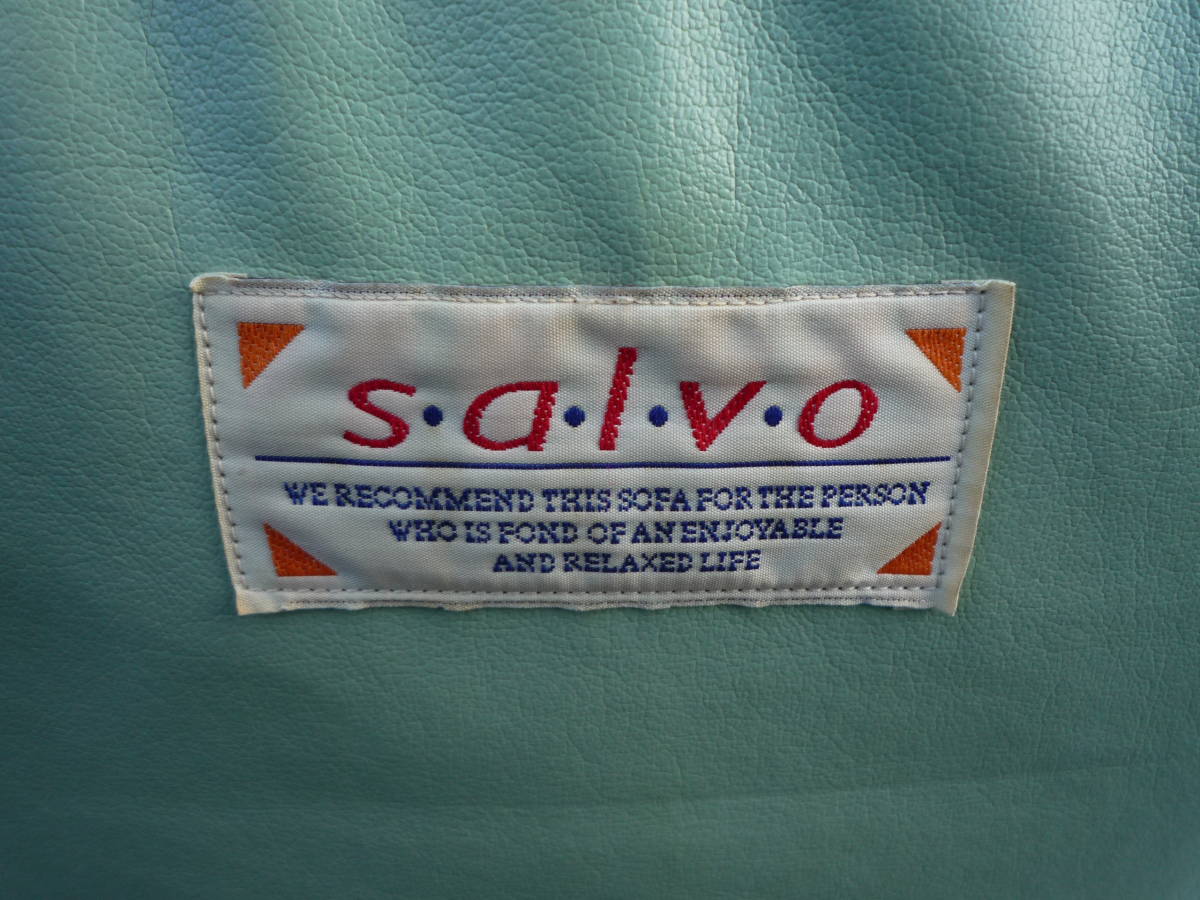 s·a·l·v·o
WE RECOMMEND THIS SOFA FOR THE PERSON
WHO IS FOND OF AN ENJOYABLE
AND RELAXED LIFE